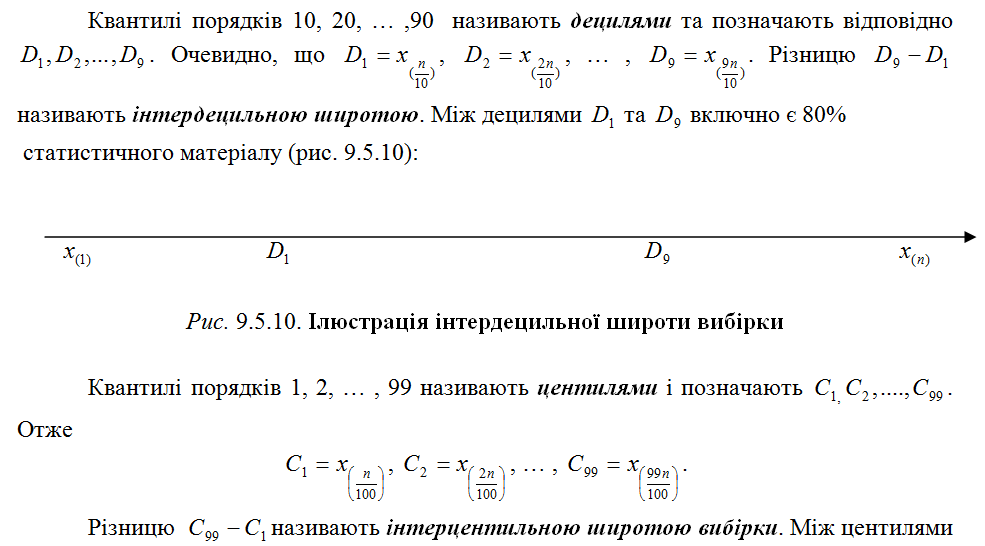 Квантилі порядків 10, 20, … ,90 називають децилями та позначають відповідно
D₁, D₂,..., D₉. Очевидно, що D₁ = x_(n/10), D₂ = x_(2n/10), … , D₉ = x_(9n/10). Різницю D₉ − D₁
називають інтердецильною широтою. Між децилями D₁ та D₉ включно є 80%
статистичного матеріалу (рис. 9.5.10):
x₍₁₎ D₁ D₉ x₍ₙ₎
Рис. 9.5.10. Ілюстрація інтердецильної широти вибірки
Квантилі порядків 1, 2, … , 99 називають центилями і позначають C₁, C₂,...., C₉₉.
Отже
C₁ = x_(n/100), C₂ = x_(2n/100), … , C₉₉ = x_(99n/100).
Різницю C₉₉ − C₁ називають інтерцентильною широтою вибірки. Між центилями